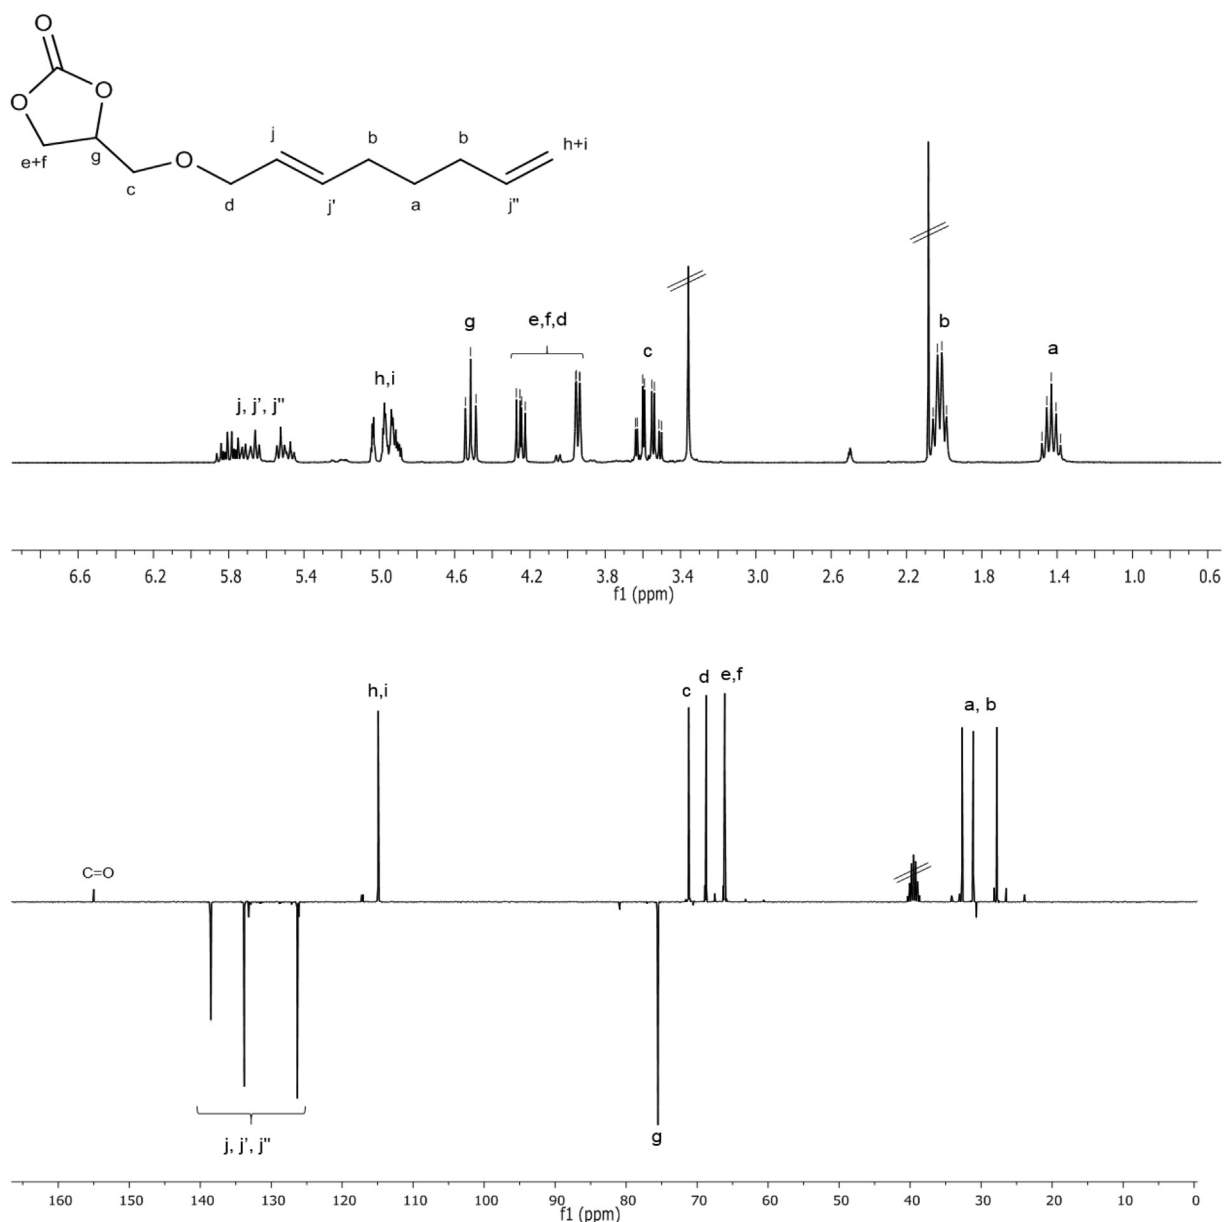 O
O
O
e+f
g
c
O
d
j
j'
b
a
b
j"
h+i
j, j', j"
h,i
g
e,f,d
c
b
a
6.6 6.2 5.8 5.4 5.0 4.6 4.2 3.8 3.4 3.0 2.6 2.2 1.8 1.4 1.0 0.6
f1 (ppm)
h,i
c
d
e,f
a, b
C=O
j, j', j"
g
160 150 140 130 120 110 100 90 80 70 60 50 40 30 20 10 0
f1 (ppm)